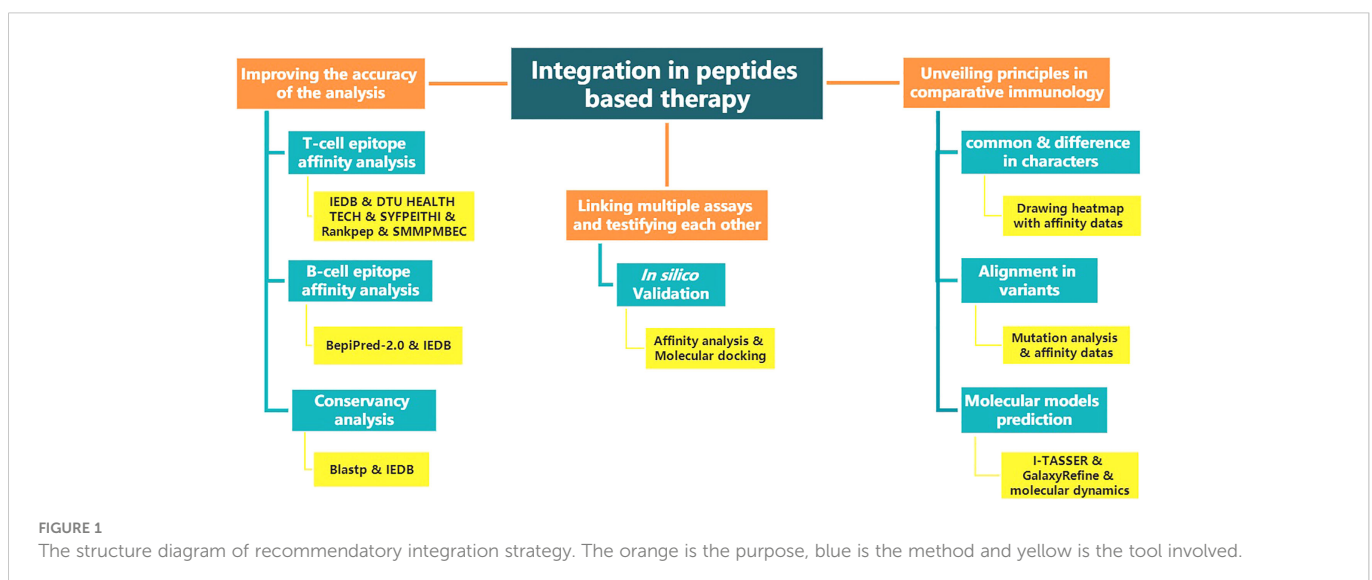 Integration in peptides
based therapy
Improving the accuracy
of the analysis
T-cell epitope
affinity analysis
IEDB & DTU HEALTH
TECH & SYFPEITHI &
Rankpep & SMMPMBEC
B-cell epitope
affinity analysis
BepiPred-2.0 & IEDB
Conservancy
analysis
Blastp & IEDB
Linking multiple assays
and testifying each other
In silico
Validation
Affinity analysis &
Molecular docking
Unveiling principles in
comparative immunology
common & difference
in characters
Drawing heatmap
with affinity datas
Alignment in
variants
Mutation analysis
& affinity datas
Molecular models
prediction
I-TASSER &
GalaxyRefine &
molecular dynamics
FIGURE 1
The structure diagram of recommendatory integration strategy. The orange is the purpose, blue is the method and yellow is the tool involved.